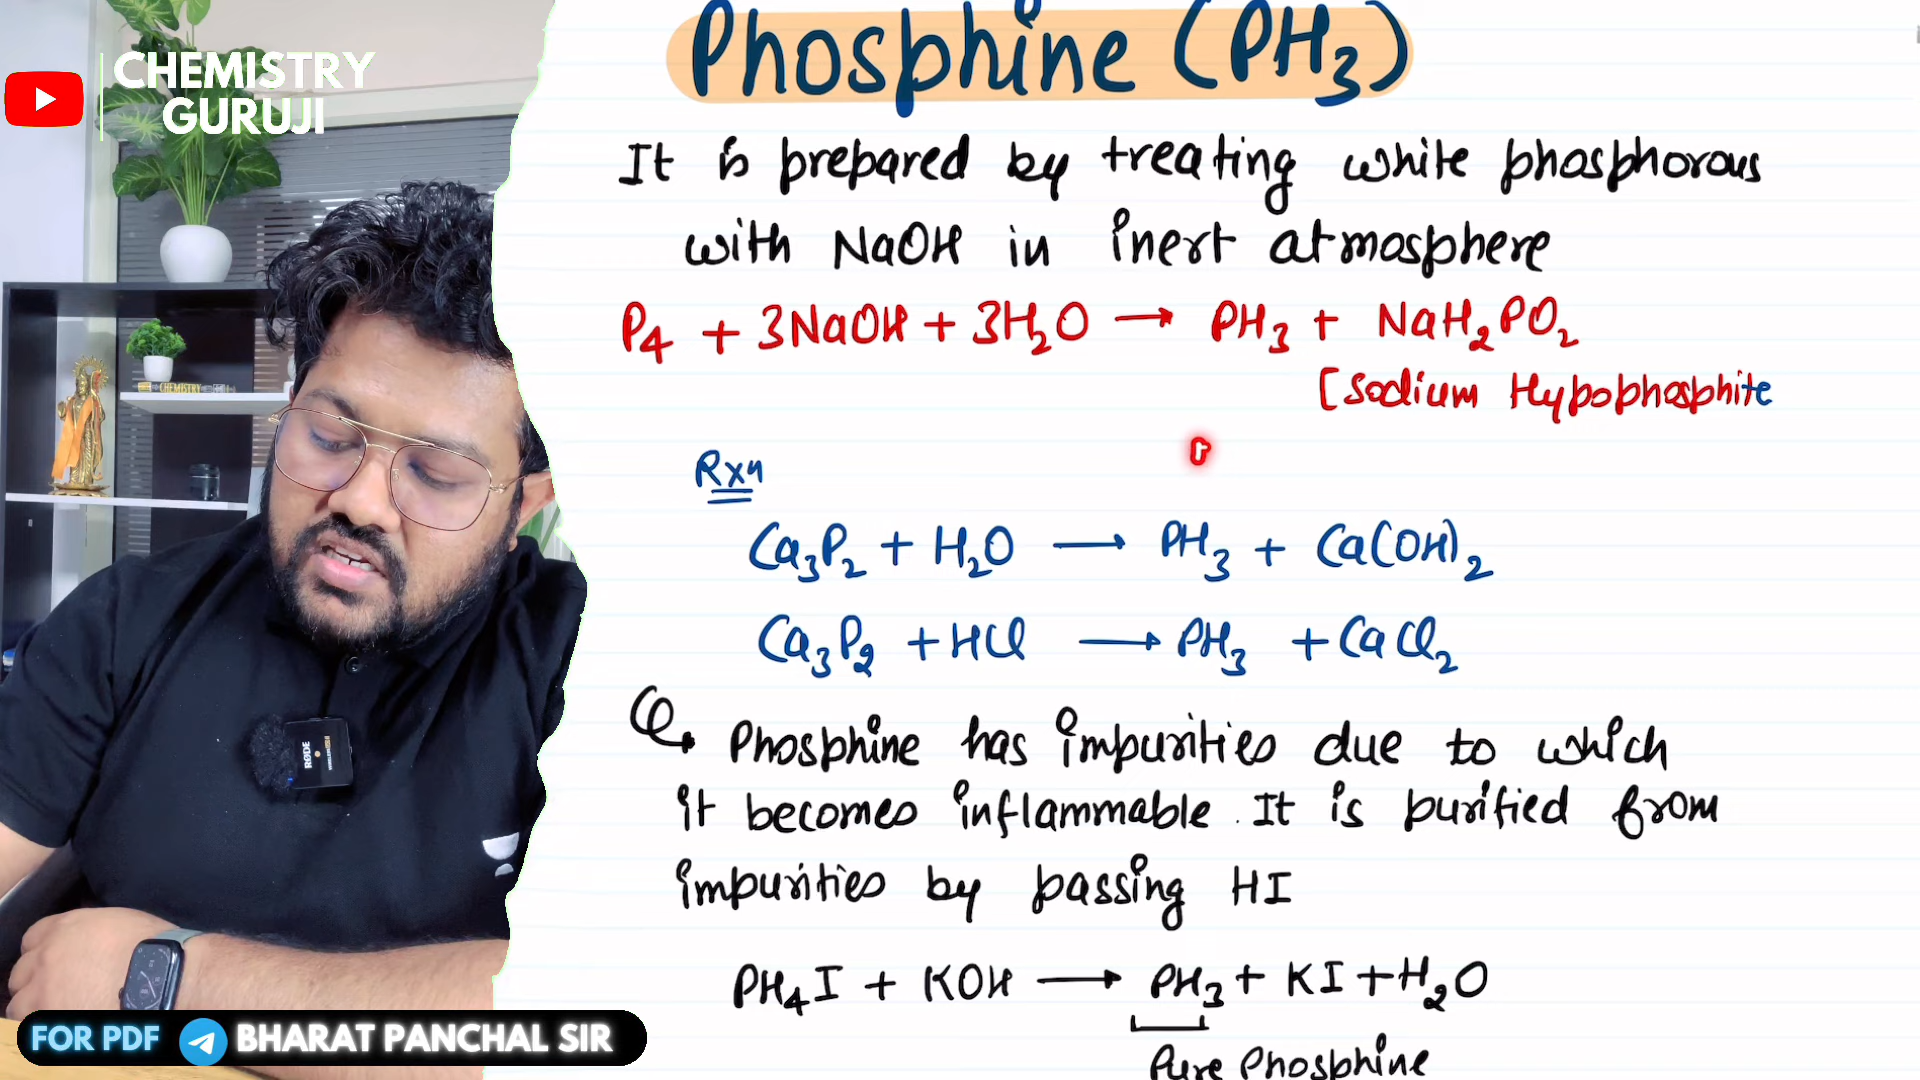 CHEMISTRY
GURUJI
Phosphine (PH₃)
It is prepared by treating white phosphorous
with NaOH in inert atmosphere
P₄ + 3NaOH + 3H₂O → PH₃ + NaH₂PO₂
[Sodium Hypophosphite
Rxn
Ca₃P₂ + H₂O → PH₃ + Ca(OH)₂
Ca₃P₂ + HCl → PH₃ + CaCl₂
Phosphine has impurities due to which
it becomes inflammable. It is purified from
impurities by passing HI
PH₄I + KOH → PH₃ + KI + H₂O
Pure Phosphine
CHEMISTRY
RØDE
FOR PDF BHARAT PANCHAL SIR